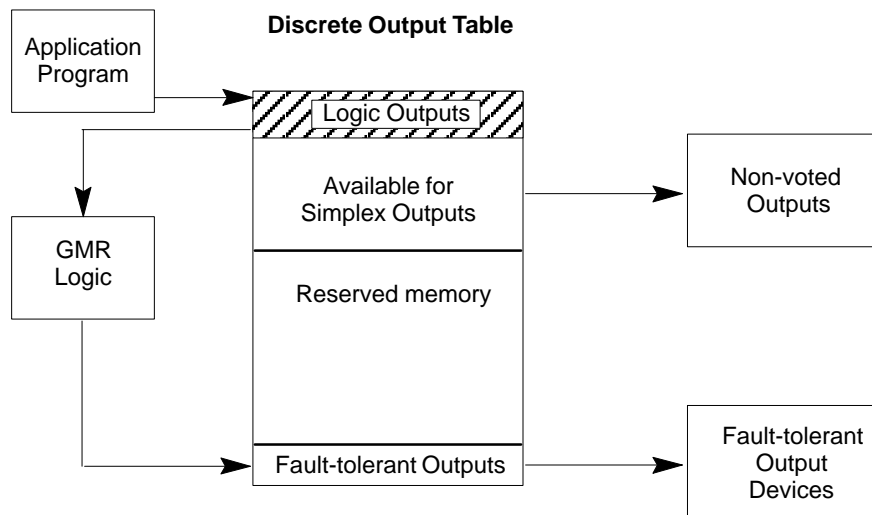 Discrete Output Table
Application
Program
Logic Outputs
Available for
Simplex Outputs
Non-voted
Outputs
GMR
Logic
Reserved memory
Fault-tolerant Outputs
Fault-tolerant
Output
Devices